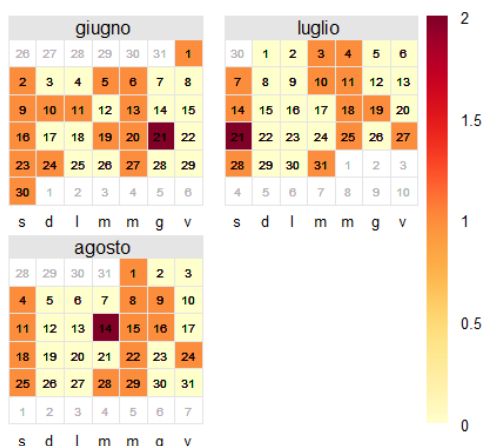 giugno
26 27 28 29 30 31 1
2 3 4 5 6 7 8
9 10 11 12 13 14 15
16 17 18 19 20 21 22
23 24 25 26 27 28 29
30 1 2 3 4 5 6
s d l m m g v
luglio
30 1 2 3 4 5 6
7 8 9 10 11 12 13
14 15 16 17 18 19 20
21 22 23 24 25 26 27
28 29 30 31 1 2 3
4 5 6 7 8 9 10
s d l m m g v
agosto
28 29 30 31 1 2 3
4 5 6 7 8 9 10
11 12 13 14 15 16 17
18 19 20 21 22 23 24
25 26 27 28 29 30 31
1 2 3 4 5 6 7
s d l m m g v
2
1.5
1
0.5
0